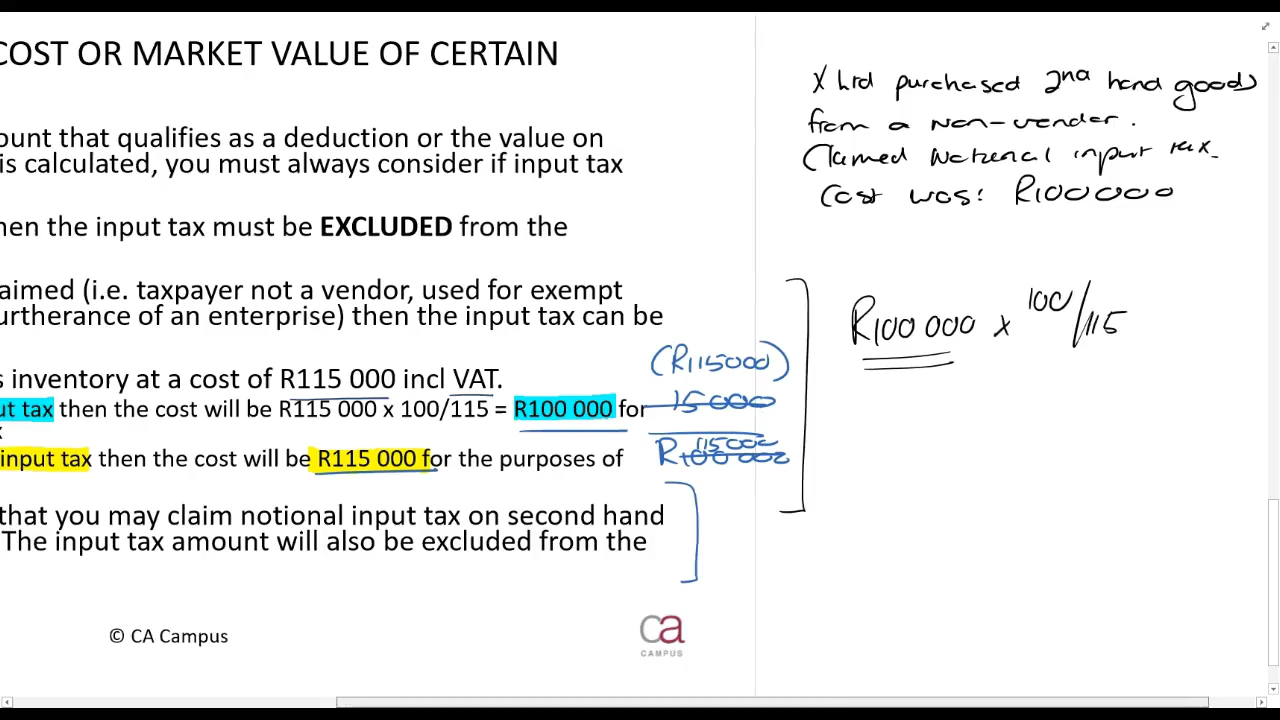 COST OR MARKET VALUE OF CERTAIN
ount that qualifies as a deduction or the value on
is calculated, you must always consider if input tax
hen the input tax must be EXCLUDED from the
aimed (i.e. taxpayer not a vendor, used for exempt
urtherance of an enterprise) then the input tax can be
s inventory at a cost of R115 000 incl VAT.
ut tax then the cost will be R115 000 x 100/115 = R100 000 for
x
input tax then the cost will be R115 000 for the purposes of
that you may claim notional input tax on second hand
The input tax amount will also be excluded from the
© CA Campus
ca
CAMPUS
(R115000)
15000
115000
R100 000
X Ltd purchased 2nd hand goods
from a non-vendor.
Claimed National input tax.
Cost was: R100000
R100 000 x 100/115